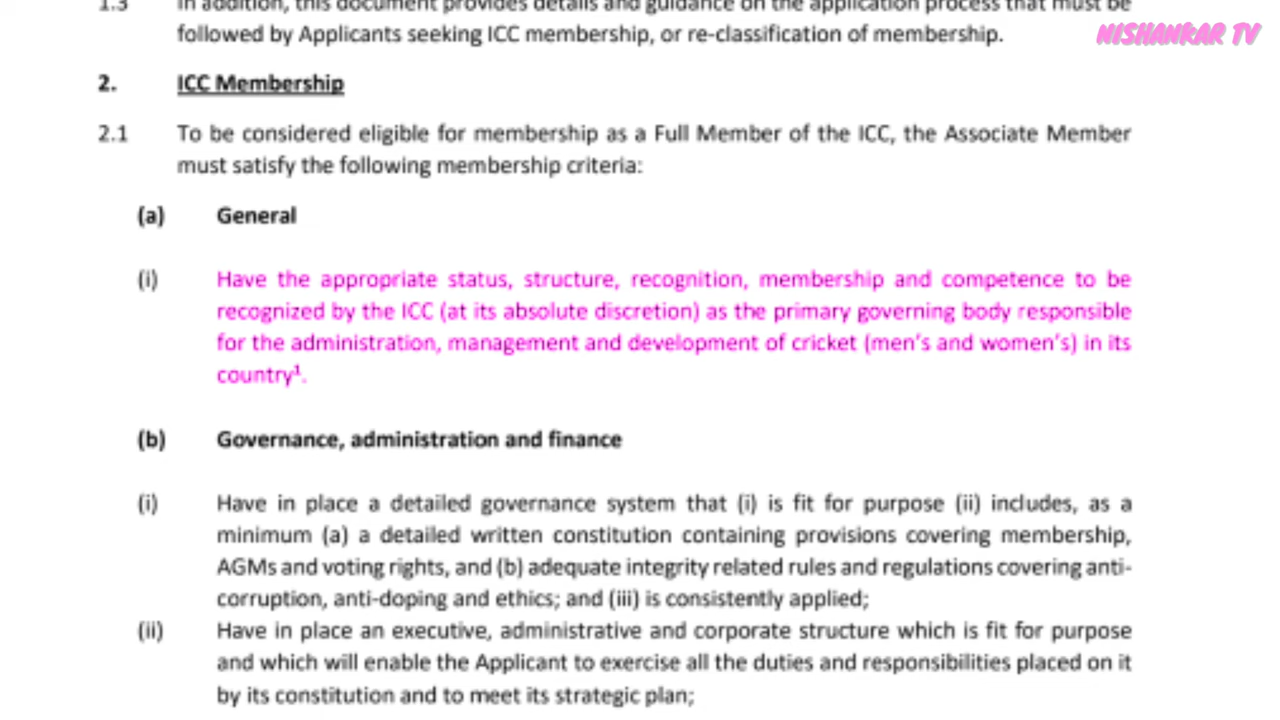 1.3 In addition, this document provides details and guidance on the application process that must be
followed by Applicants seeking ICC membership, or re-classification of membership.
NISHANKAR TV
2. ICC Membership
2.1 To be considered eligible for membership as a Full Member of the ICC, the Associate Member
must satisfy the following membership criteria:
(a) General
(i) Have the appropriate status, structure, recognition, membership and competence to be
recognized by the ICC (at its absolute discretion) as the primary governing body responsible
for the administration, management and development of cricket (men's and women's) in its
country¹.
(b) Governance, administration and finance
(i) Have in place a detailed governance system that (i) is fit for purpose (ii) includes, as a
minimum (a) a detailed written constitution containing provisions covering membership,
AGMs and voting rights, and (b) adequate integrity related rules and regulations covering anti-
corruption, anti-doping and ethics; and (iii) is consistently applied;
(ii) Have in place an executive, administrative and corporate structure which is fit for purpose
and which will enable the Applicant to exercise all the duties and responsibilities placed on it
by its constitution and to meet its strategic plan;